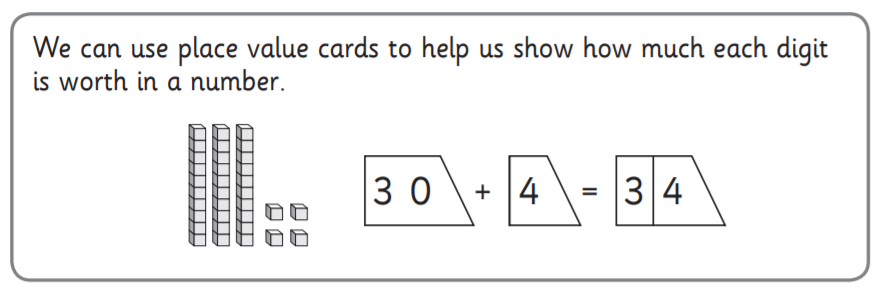 We can use place value cards to help us show how much each digit
is worth in a number.
3 0 + 4 = 3 4